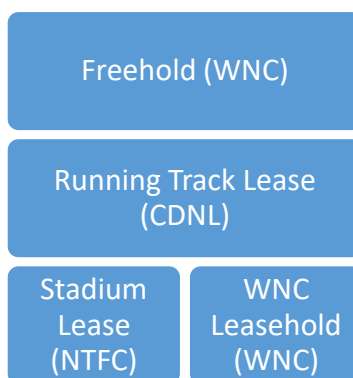 Freehold (WNC)
Running Track Lease
(CDNL)
Stadium
Lease
(NTFC)
WNC
Leasehold
(WNC)